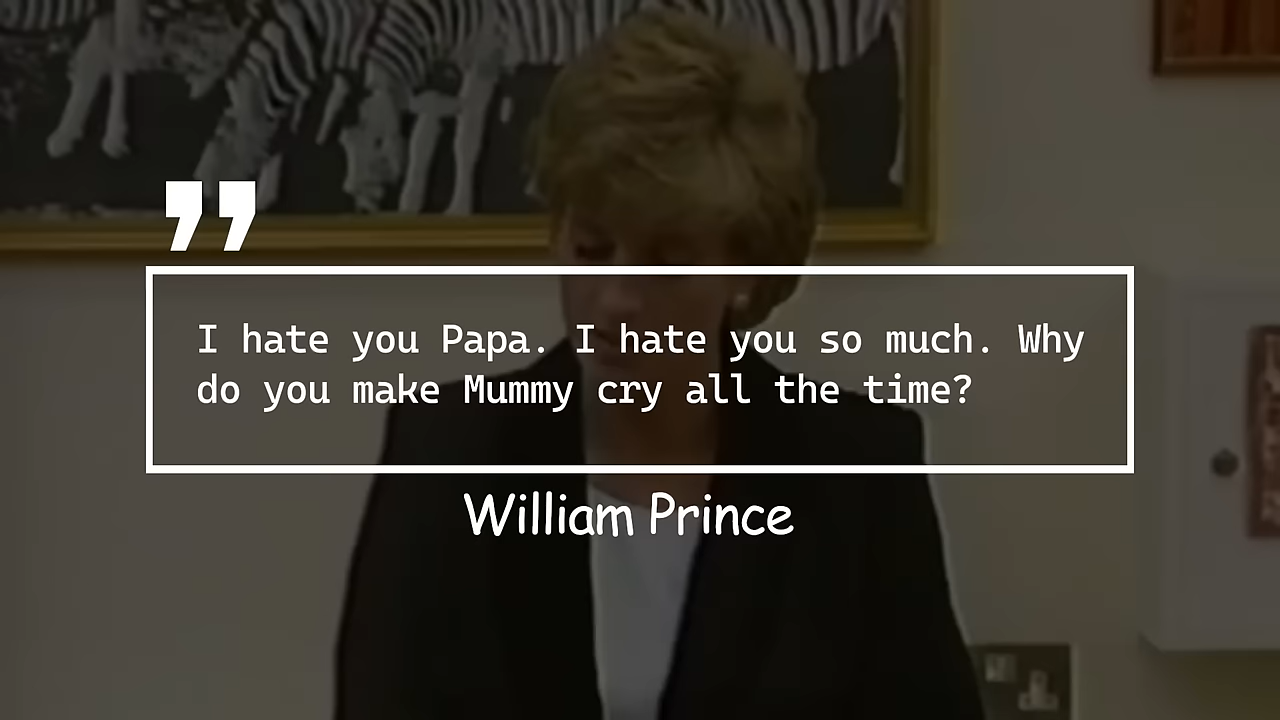 ”
I hate you Papa. I hate you so much. Why
do you make Mummy cry all the time?
William Prince